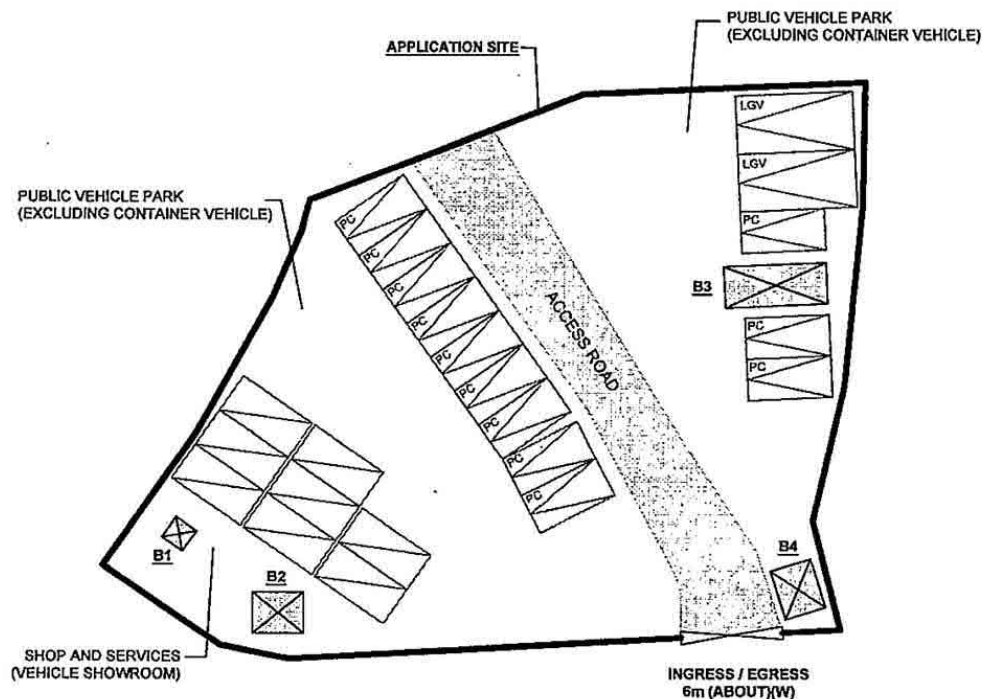 PUBLIC VEHICLE PARK
(EXCLUDING CONTAINER VEHICLE)
APPLICATION SITE
LGV
LGV
PUBLIC VEHICLE PARK
(EXCLUDING CONTAINER VEHICLE)
PC
PC
PC
PC
PC
PC
PC
PC
PC
PC
B3
ACCESS ROAD
PC
PC
B1
B2
B4
SHOP AND SERVICES
(VEHICLE SHOWROOM)
INGRESS / EGRESS
6m (ABOUT)(W)